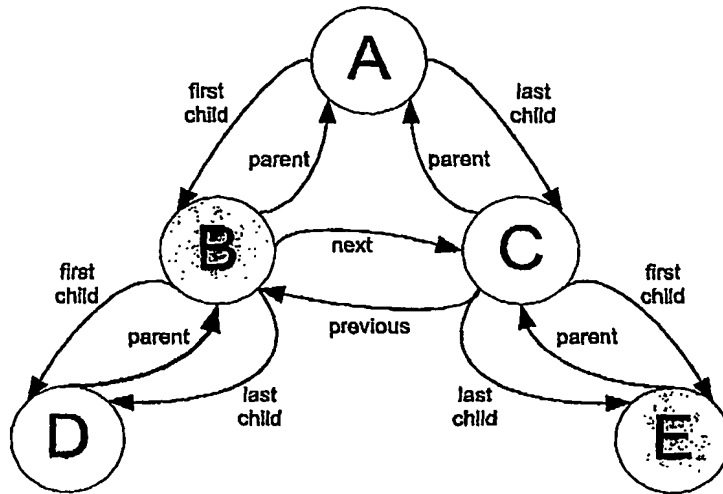 A
first
child
last
child
parent
parent
B
C
next
first
child
first
child
previous
parent
parent
last
child
last
child
D
E